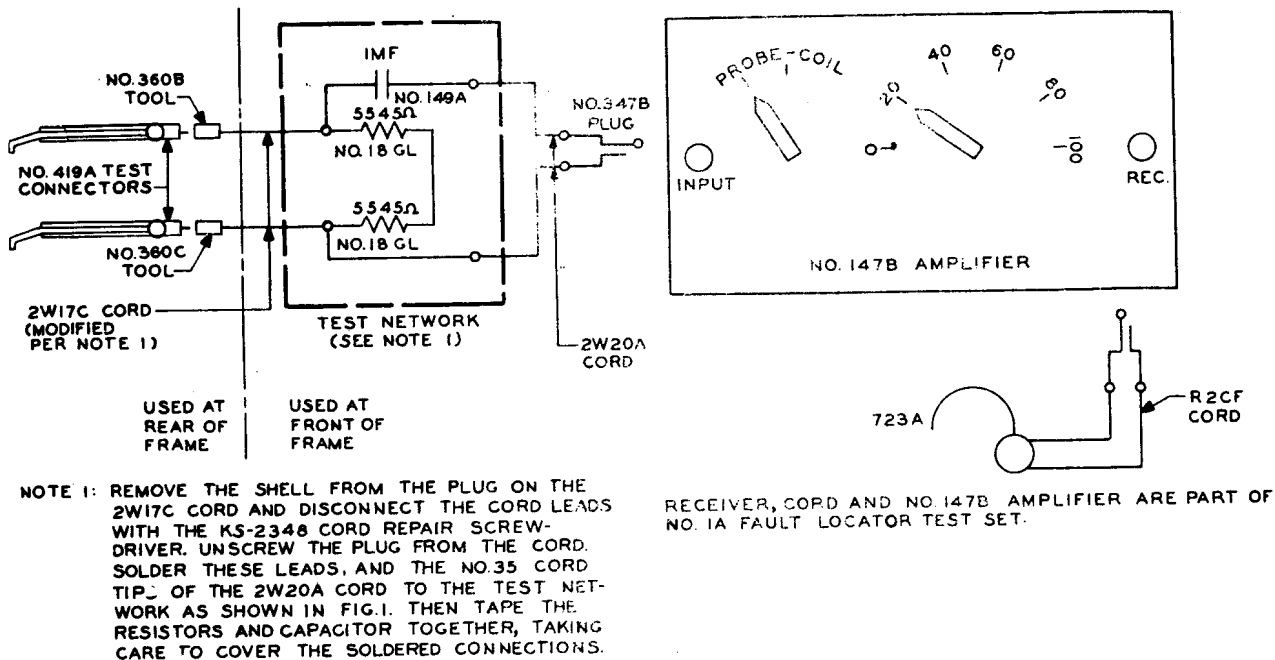 NO. 360B
TOOL
NO. 419A TEST
CONNECTORS
NO. 360C
TOOL
2W17C CORD
(MODIFIED
PER NOTE 1)
1MF
NO. 149A
5545Ω
NO. 18 GL
5545Ω
NO. 18 GL
TEST NETWORK
(SEE NOTE 1)
NO. 347B
PLUG
2W20A
CORD
USED AT
REAR OF
FRAME
USED AT
FRONT OF
FRAME
PROBE-COIL
0
20
40
60
80
100
INPUT
REC.
NO. 147B AMPLIFIER
723A
R2CF
CORD
NOTE 1: REMOVE THE SHELL FROM THE PLUG ON THE
2W17C CORD AND DISCONNECT THE CORD LEADS
WITH THE KS-2348 CORD REPAIR SCREW-
DRIVER. UNSCREW THE PLUG FROM THE CORD.
SOLDER THESE LEADS, AND THE NO. 35 CORD
TIPS OF THE 2W20A CORD TO THE TEST NET-
WORK AS SHOWN IN FIG. 1. THEN TAPE THE
RESISTORS AND CAPACITOR TOGETHER, TAKING
CARE TO COVER THE SOLDERED CONNECTIONS.
RECEIVER, CORD AND NO. 147B AMPLIFIER ARE PART OF
NO. 1A FAULT LOCATOR TEST SET.